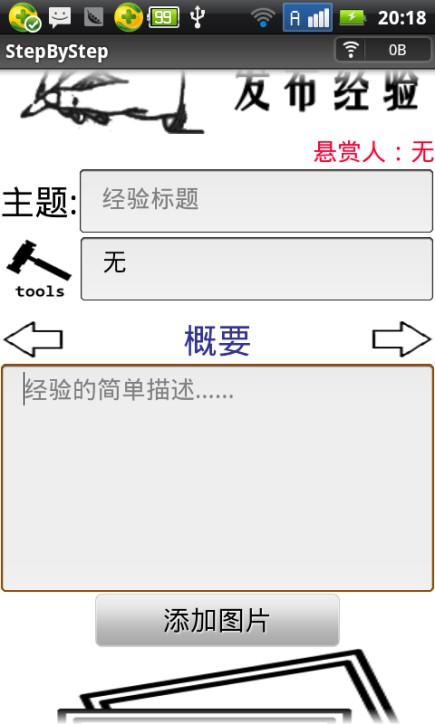 99 A 20:18
StepByStep 0B
发布经验
悬赏人：无
主题: 经验标题
tools 无
概要
经验的简单描述......
添加图片